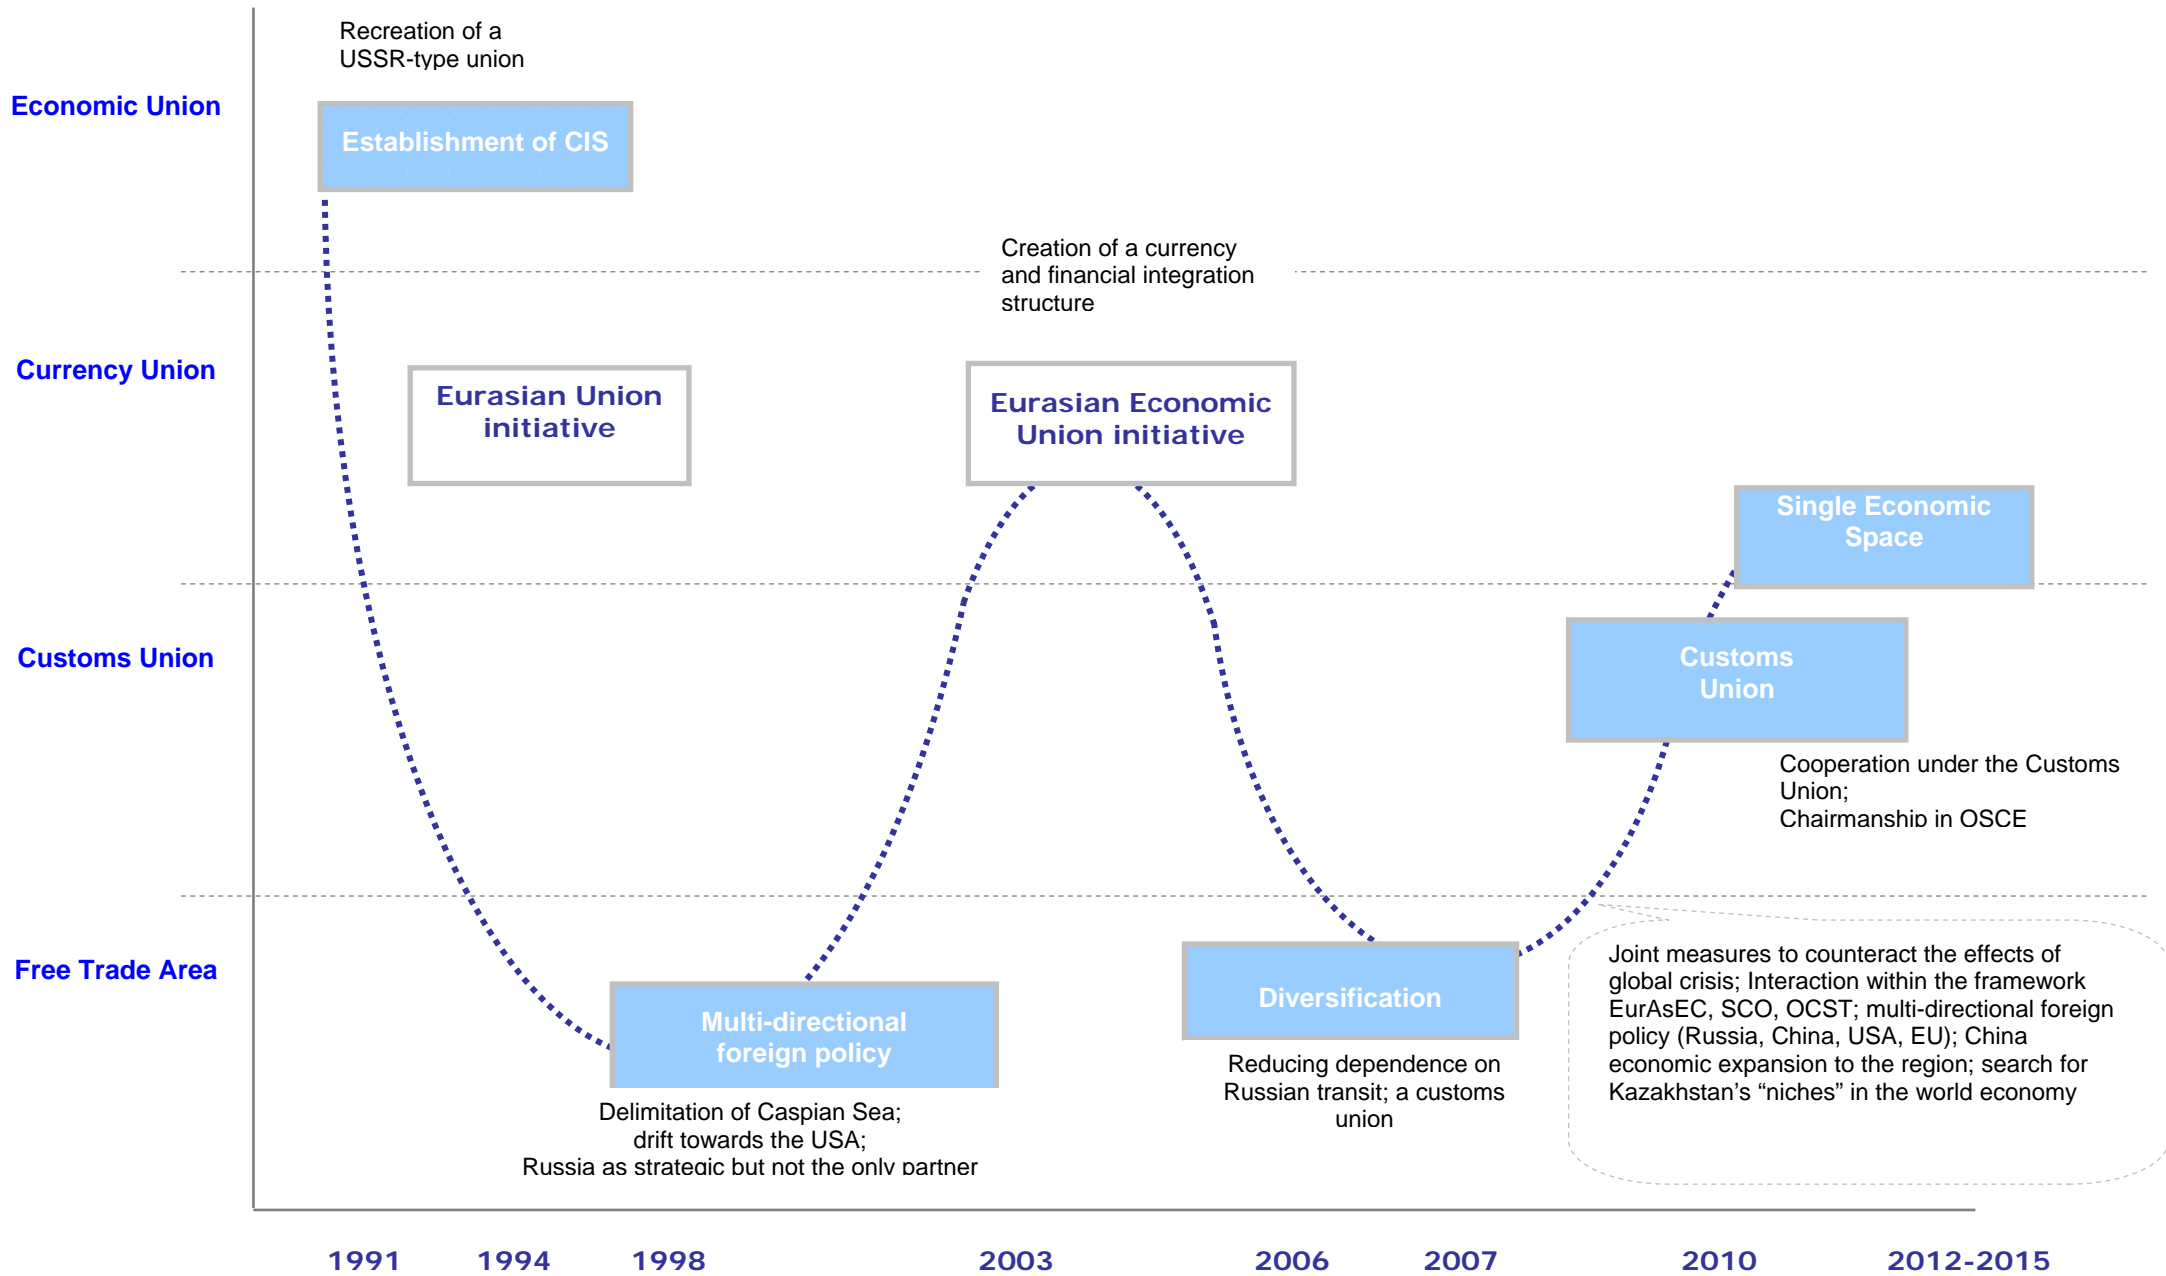 Recreation of a
USSR-type union
Economic Union
Establishment of CIS
Creation of a currency
and financial integration
structure
Currency Union
Eurasian Union
initiative
Eurasian Economic
Union initiative
Single Economic
Space
Customs Union
Customs
Union
Cooperation under the Customs
Union;
Chairmanship in OSCE
Free Trade Area
Multi-directional
foreign policy
Delimitation of Caspian Sea;
drift towards the USA;
Russia as strategic but not the only partner
Diversification
Reducing dependence on
Russian transit; a customs
union
Joint measures to counteract the effects of
global crisis; Interaction within the framework
EurAsEC, SCO, OCST; multi-directional foreign
policy (Russia, China, USA, EU); China
economic expansion to the region; search for
Kazakhstan’s “niches” in the world economy
1991 1994 1998 2003 2006 2007 2010 2012-2015